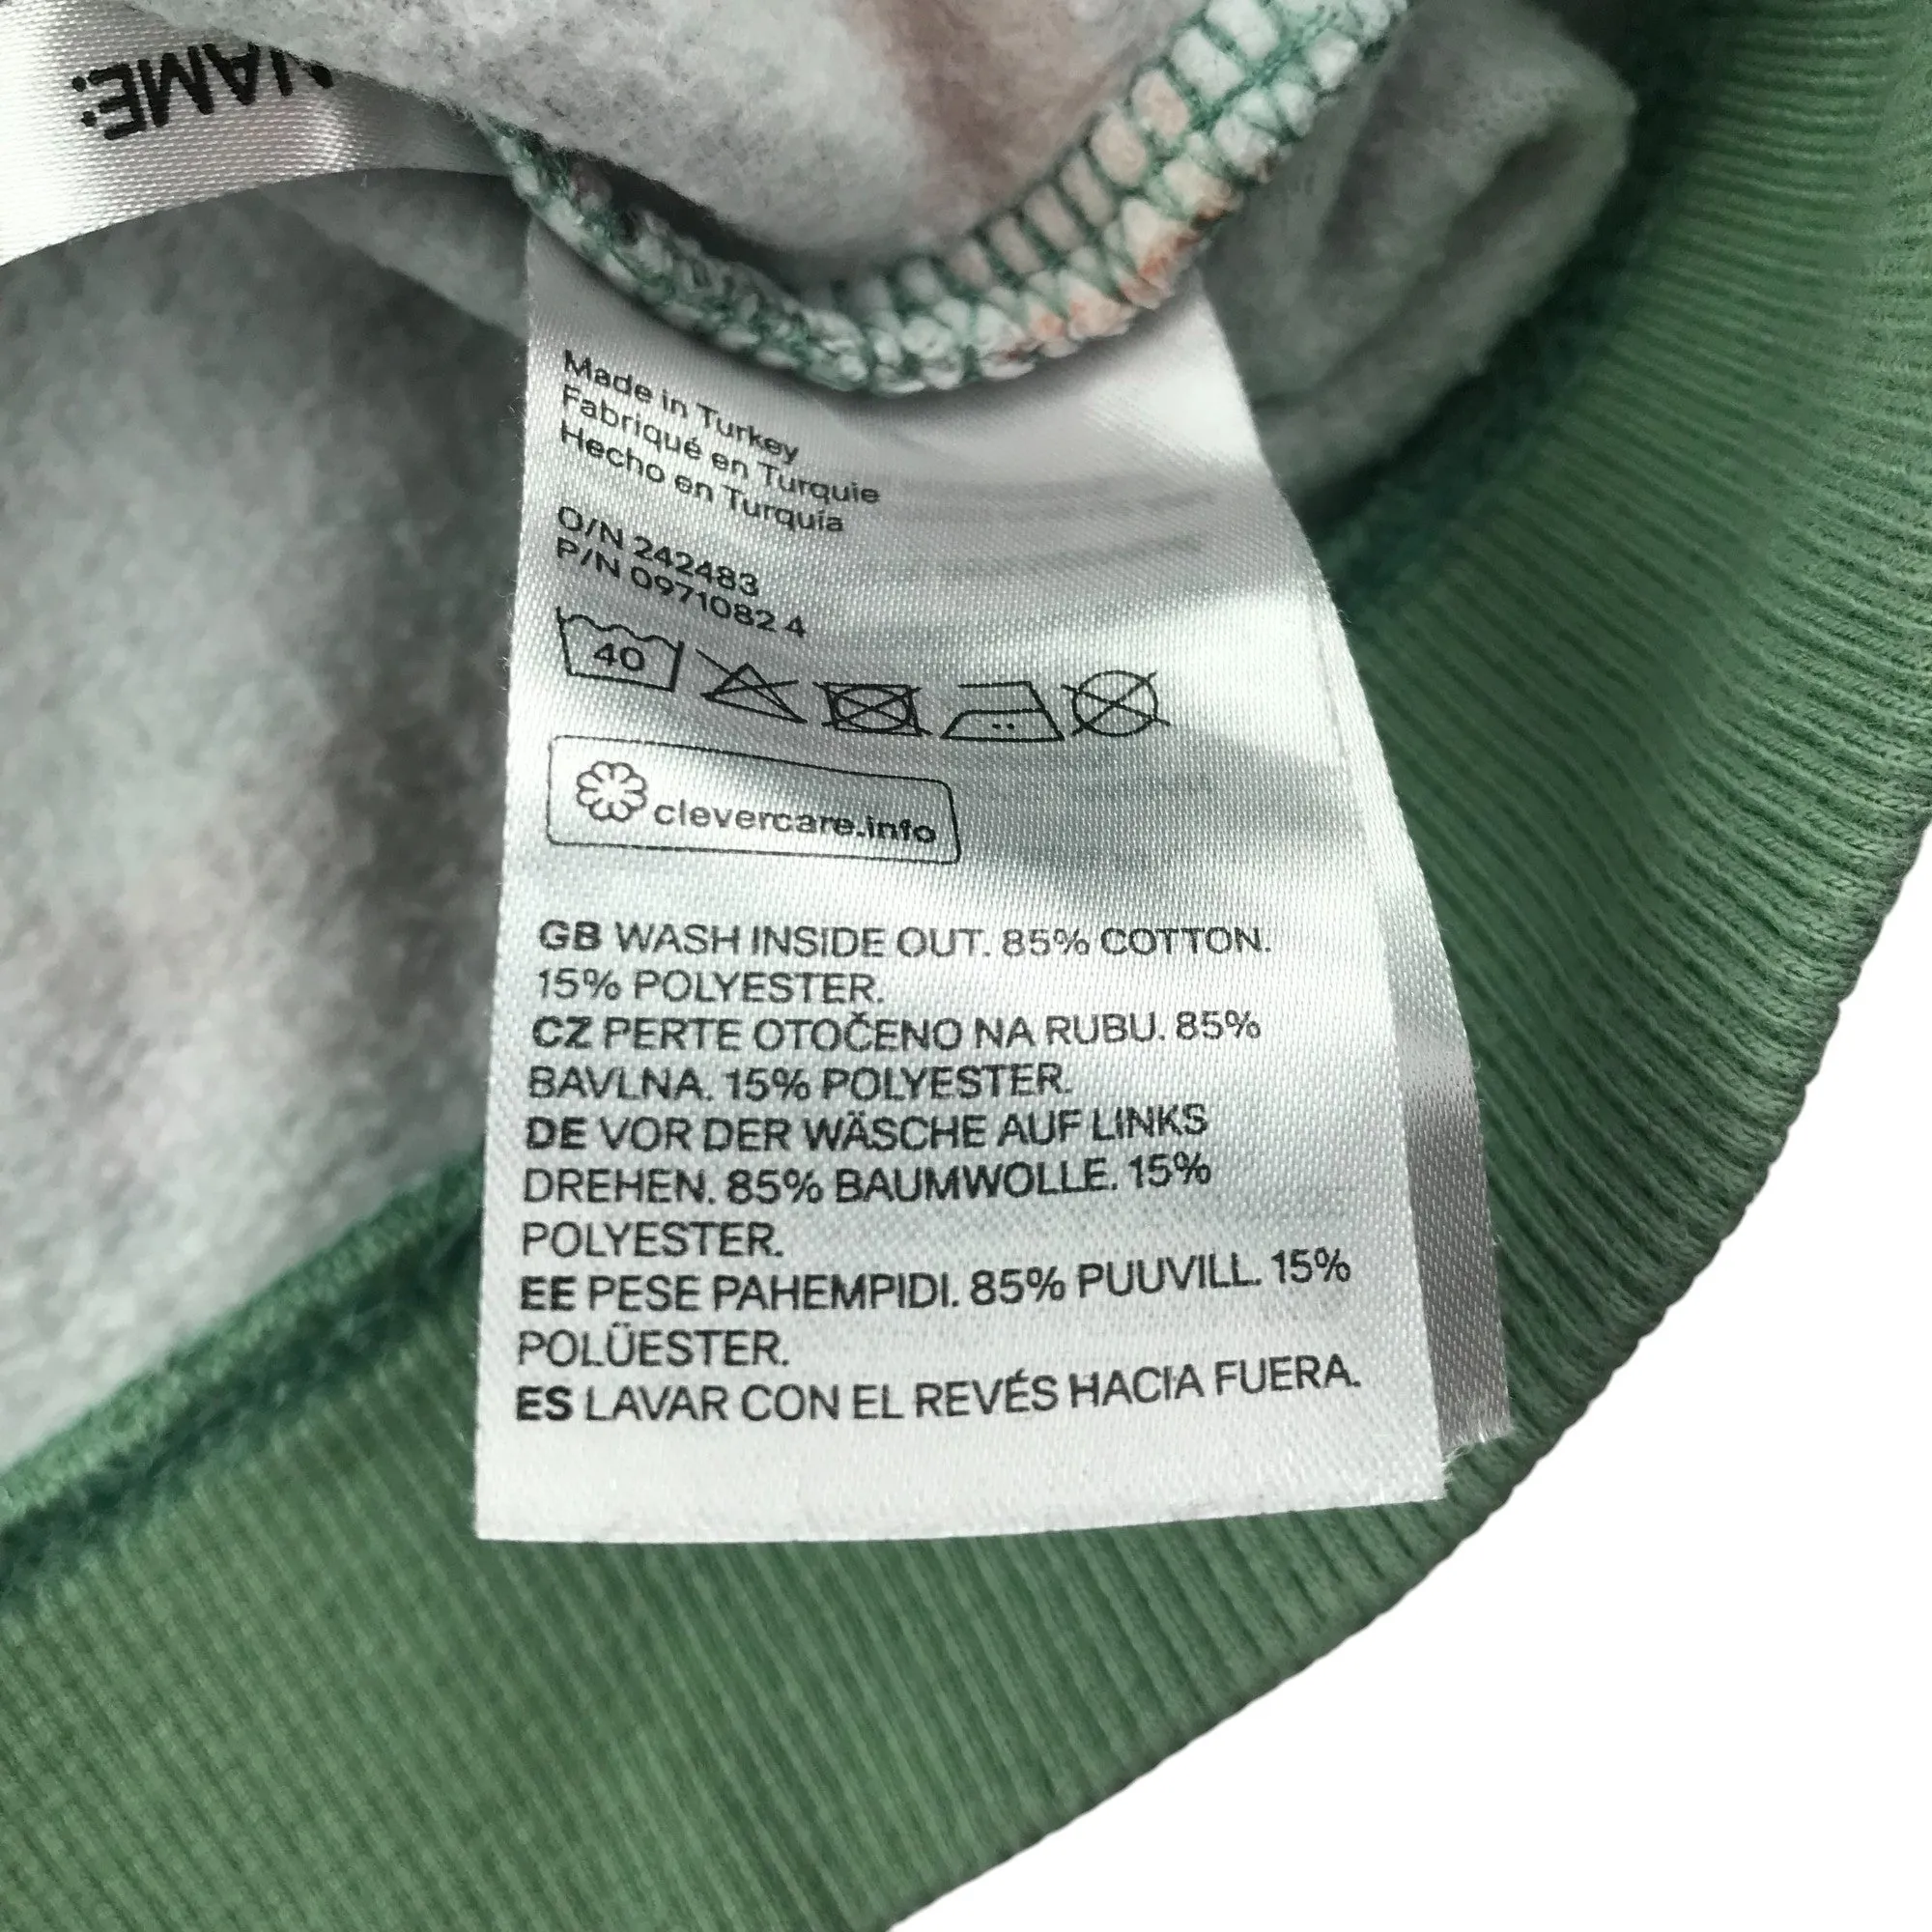 NAME:
Made in Turkey
Fabriqué en Turquie
Hecho en Turquía
O/N 242483
P/N 0971082 4
40
clevercare.info
GB WASH INSIDE OUT. 85% COTTON.
15% POLYESTER.
CZ PERTE OTOČENO NA RUBU. 85%
BAVLNA. 15% POLYESTER.
DE VOR DER WÄSCHE AUF LINKS
DREHEN. 85% BAUMWOLLE. 15%
POLYESTER.
EE PESE PAHEMPIDI. 85% PUUVILL. 15%
POLÜESTER.
ES LAVAR CON EL REVÉS HACIA FUERA.